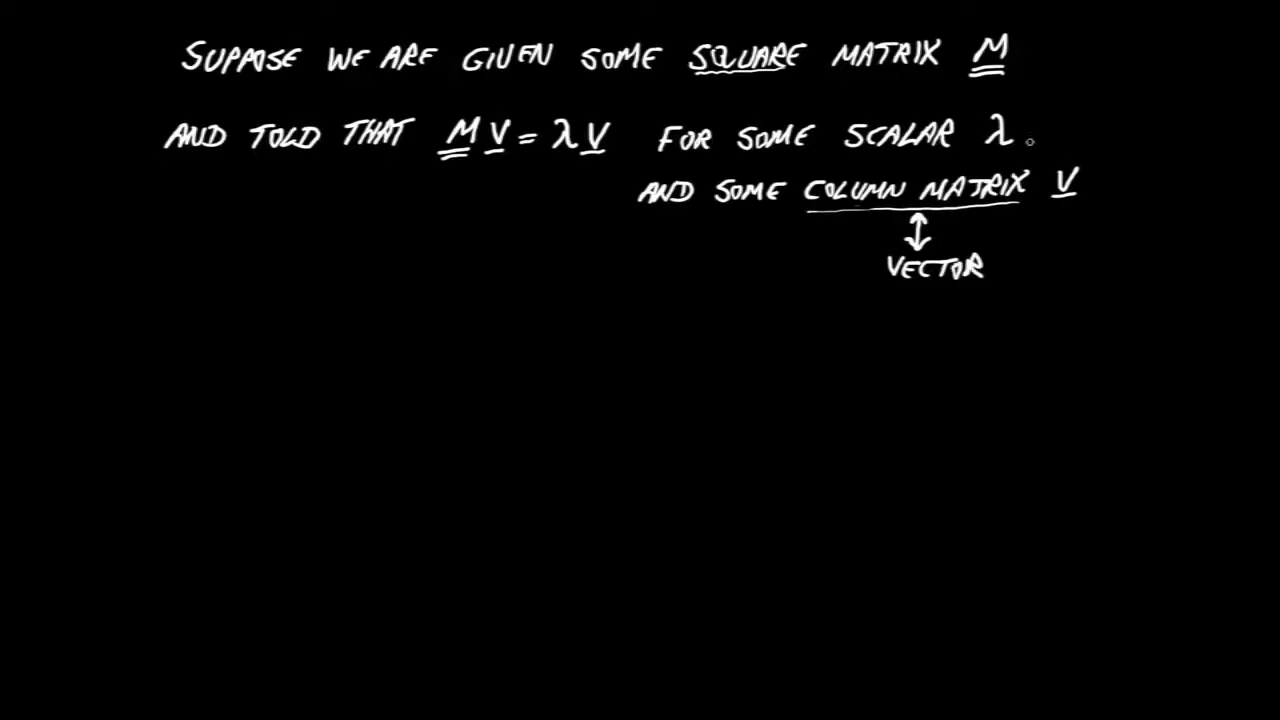 SUPPOSE WE ARE GIVEN SOME SQUARE MATRIX M
AND TOLD THAT M V = λ V FOR SOME SCALAR λ.
AND SOME COLUMN MATRIX V
VECTOR